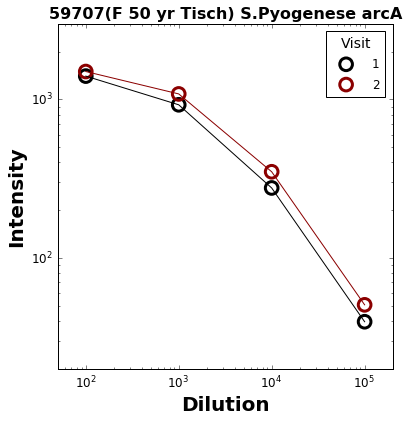 59707(F 50 yr Tisch) S.Pyogenese arcA
Visit
1
2
10³
10²
Intensity
10² 10³ 10⁴ 10⁵
Dilution